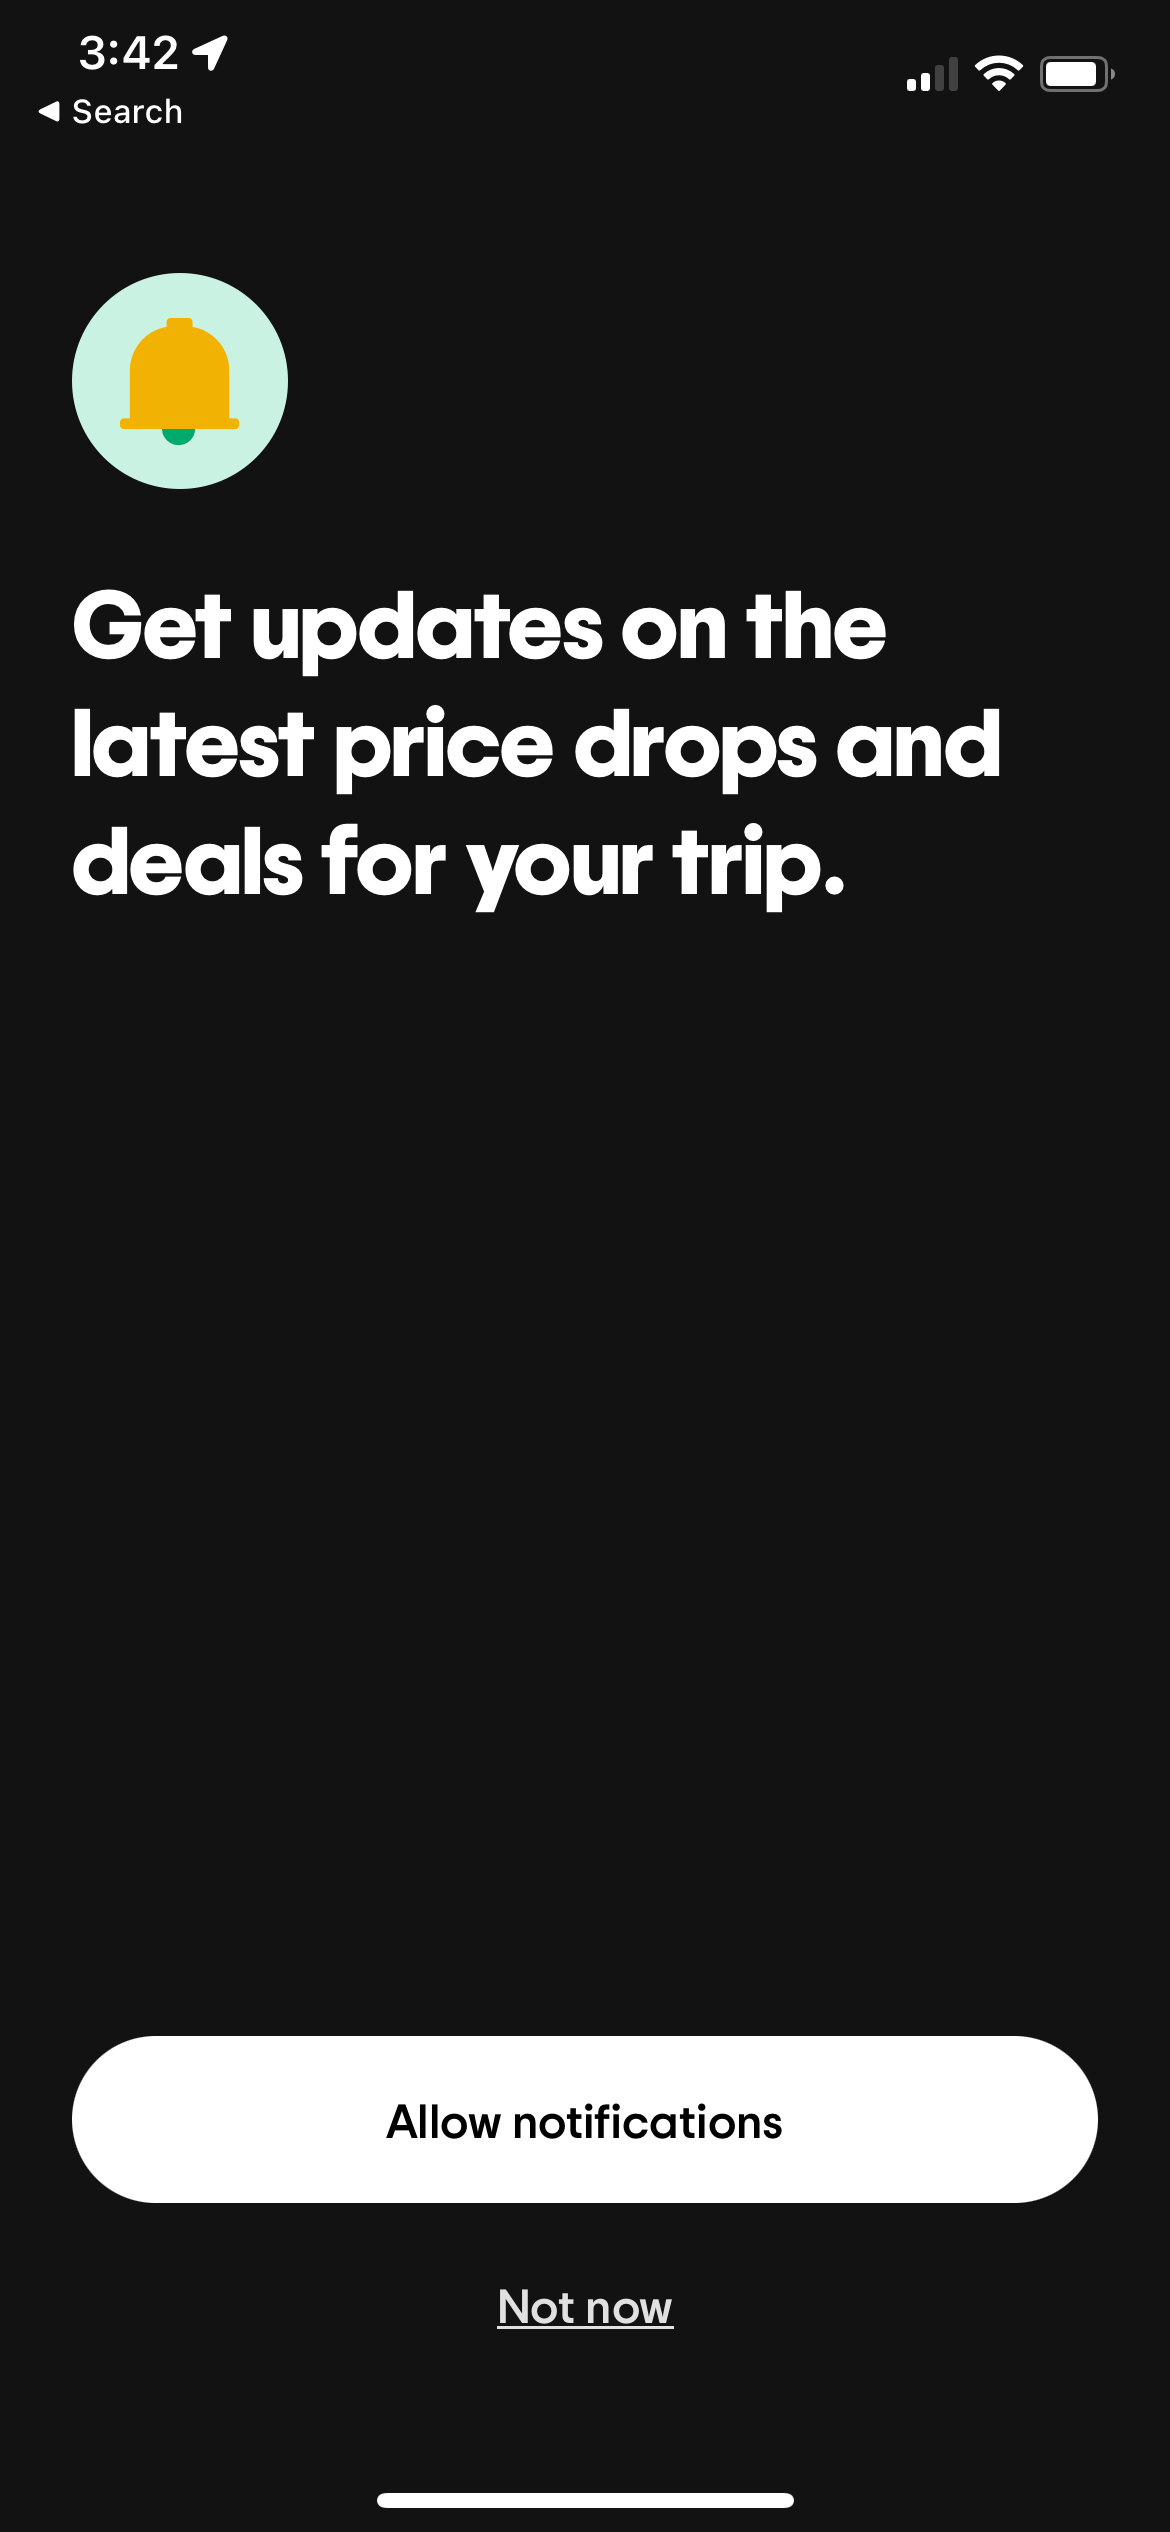 3:42
Search
Get updates on the
latest price drops and
deals for your trip.
Allow notifications
Not now